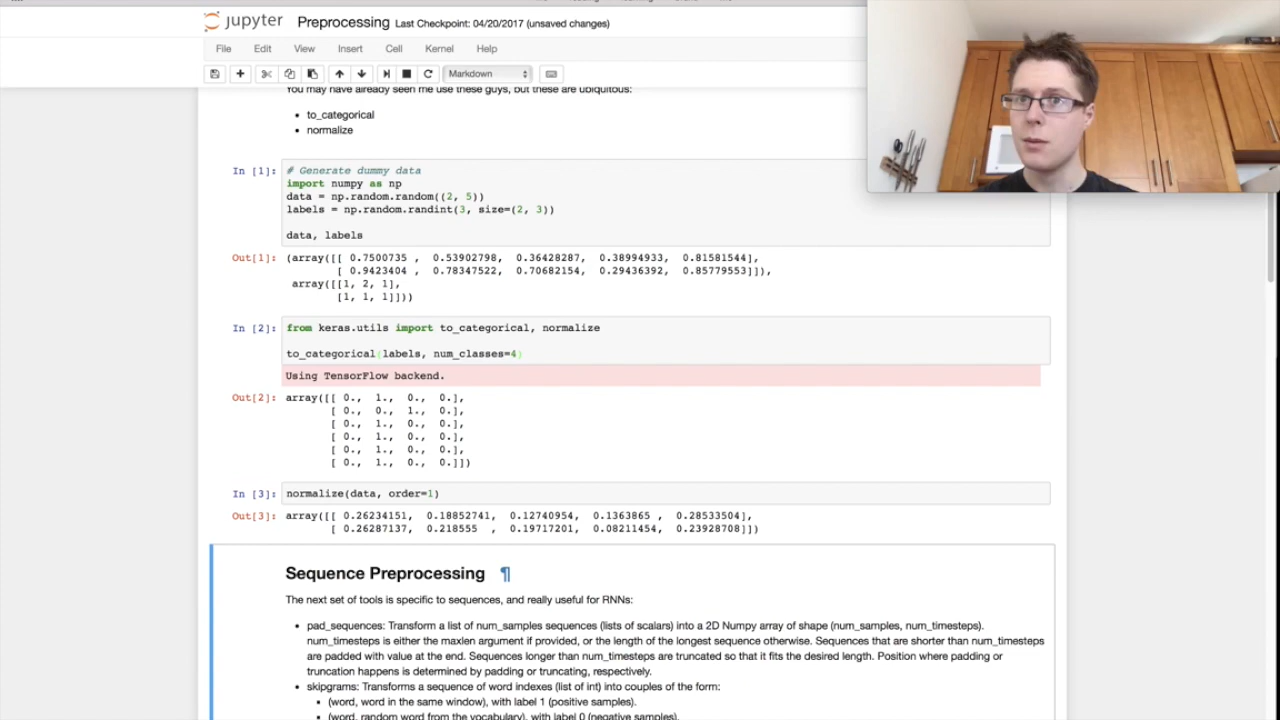 jupyter Preprocessing Last Checkpoint: 04/20/2017 (unsaved changes)
File Edit View Insert Cell Kernel Help
Markdown
You may have already seen me use these guys, but these are ubiquitous:
• to_categorical
• normalize
In [1]: # Generate dummy data
import numpy as np
data = np.random.random((2, 5))
labels = np.random.randint(3, size=(2, 3))
data, labels
Out[1]: (array([[ 0.7500735 , 0.53902798, 0.36428287, 0.38994933, 0.81581544],
[ 0.9423404 , 0.78347522, 0.70682154, 0.29436392, 0.85779553]]),
array([[1, 2, 1],
[1, 1, 1]]))
In [2]: from keras.utils import to_categorical, normalize
to_categorical(labels, num_classes=4)
Using TensorFlow backend.
Out[2]: array([[ 0., 1., 0., 0.],
[ 0., 0., 1., 0.],
[ 0., 1., 0., 0.],
[ 0., 1., 0., 0.],
[ 0., 1., 0., 0.],
[ 0., 1., 0., 0.]])
In [3]: normalize(data, order=1)
Out[3]: array([[ 0.26234151, 0.18852741, 0.12740954, 0.1363865 , 0.28533504],
[ 0.26287137, 0.218555 , 0.19717201, 0.08211454, 0.23928708]])
Sequence Preprocessing ¶
The next set of tools is specific to sequences, and really useful for RNNs:
• pad_sequences: Transform a list of num_samples sequences (lists of scalars) into a 2D Numpy array of shape (num_samples, num_timesteps).
num_timesteps is either the maxlen argument if provided, or the length of the longest sequence otherwise. Sequences that are shorter than num_timesteps
are padded with value at the end. Sequences longer than num_timesteps are truncated so that it fits the desired length. Position where padding or
truncation happens is determined by padding or truncating, respectively.
• skipgrams: Transforms a sequence of word indexes (list of int) into couples of the form:
▪ (word, word in the same window), with label 1 (positive samples).
▪ (word, random word from the vocabulary), with label 0 (negative samples).